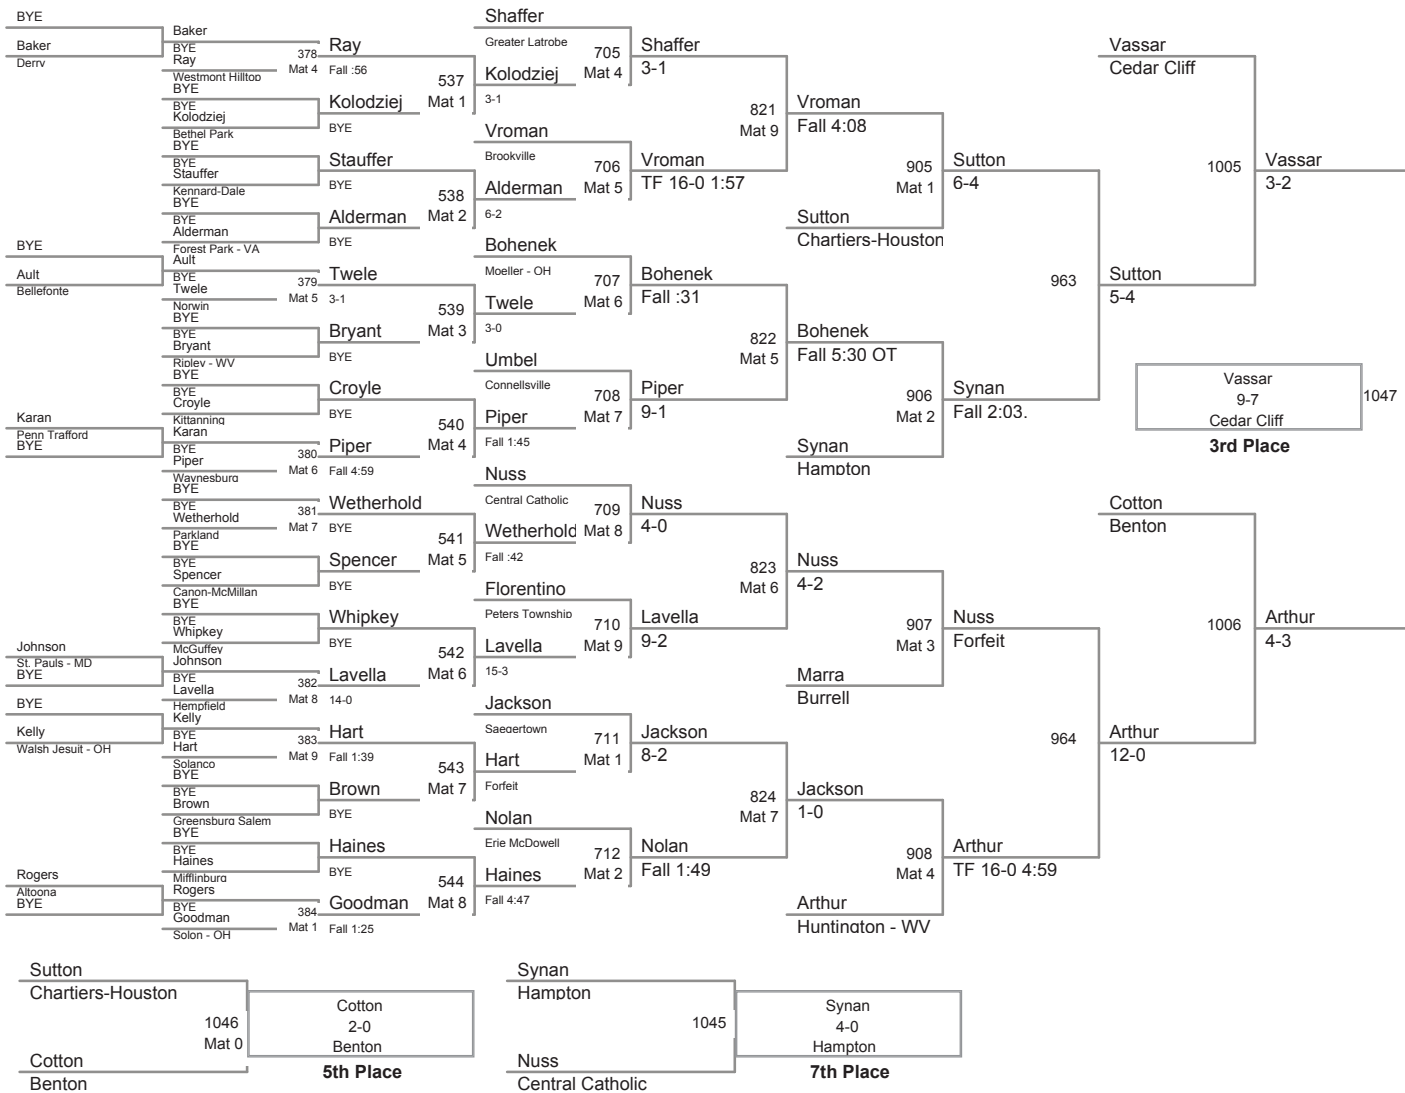 BYE
Baker
Derry
BYE
Ault
Bellefonte
Karan
Penn Trafford
BYE
Johnson
St. Pauls - MD
BYE
BYE
Kelly
Walsh Jesuit - OH
Rogers
Altoona
BYE
Baker
BYE
Ray
Westmont Hilltop
BYE
BYE
Kolodziej
Bethel Park
BYE
BYE
Stauffer
Kennard-Dale
BYE
BYE
Alderman
Forest Park - VA
Ault
BYE
Twele
Norwin
BYE
BYE
Bryant
Ripley - WV
BYE
BYE
Croyle
Kittanning
Karan
BYE
Piper
Waynesburg
BYE
BYE
Wetherhold
Parkland
BYE
BYE
Spencer
Canon-McMillan
BYE
BYE
Whipkey
McGuffey
Johnson
BYE
Lavella
Hempfield
Kelly
BYE
Hart
Solanco
BYE
BYE
Brown
Greensburg Salem
BYE
BYE
Haines
Mifflinburg
Rogers
BYE
Goodman
Solon - OH
378
Mat 4
379
Mat 5
380
Mat 6
381
Mat 7
382
Mat 8
383
Mat 9
384
Mat 1
Ray
Fall :56
Kolodziej
BYE
Stauffer
BYE
Alderman
BYE
Twele
3-1
Bryant
BYE
Croyle
BYE
Piper
Fall 4:59
Wetherhold
BYE
Spencer
BYE
Whipkey
BYE
Lavella
14-0
Hart
Fall 1:39
Brown
BYE
Haines
BYE
Goodman
Fall 1:25
537
Mat 1
538
Mat 2
539
Mat 3
540
Mat 4
541
Mat 5
542
Mat 6
543
Mat 7
544
Mat 8
Shaffer
Greater Latrobe
Kolodziej
3-1
Vroman
Brookville
Alderman
6-2
Bohenek
Moeller - OH
Twele
3-0
Umbel
Connellsville
Piper
Fall 1:45
Nuss
Central Catholic
Wetherhold
Fall :42
Florentino
Peters Township
Lavella
15-3
Jackson
Saegertown
Hart
Forfeit
Nolan
Erie McDowell
Haines
Fall 4:47
705
Mat 4
706
Mat 5
707
Mat 6
708
Mat 7
709
Mat 8
710
Mat 9
711
Mat 1
712
Mat 2
Shaffer
3-1
Vroman
TF 16-0 1:57
Bohenek
Fall :31
Piper
9-1
Nuss
4-0
Lavella
9-2
Jackson
8-2
Nolan
Fall 1:49
821
Mat 9
822
Mat 5
823
Mat 6
824
Mat 7
Vroman
Fall 4:08
Sutton
Chartiers-Houston
Bohenek
Fall 5:30 OT
Synan
Hampton
Nuss
4-2
Marra
Burrell
Jackson
1-0
Arthur
Huntington - WV
905
Mat 1
906
Mat 2
907
Mat 3
908
Mat 4
Sutton
6-4
Synan
Fall 2:03.
Nuss
Forfeit
Arthur
TF 16-0 4:59
963
964
Vassar
Cedar Cliff
Sutton
5-4
Cotton
Benton
Arthur
12-0
1005
1006
Vassar
3-2
Arthur
4-3
Vassar
9-7
Cedar Cliff
1047
3rd Place
Sutton
Chartiers-Houston
1046
Mat 0
Cotton
Benton
Cotton
2-0
Benton
5th Place
Synan
Hampton
1045
Nuss
Central Catholic
Synan
4-0
Hampton
7th Place